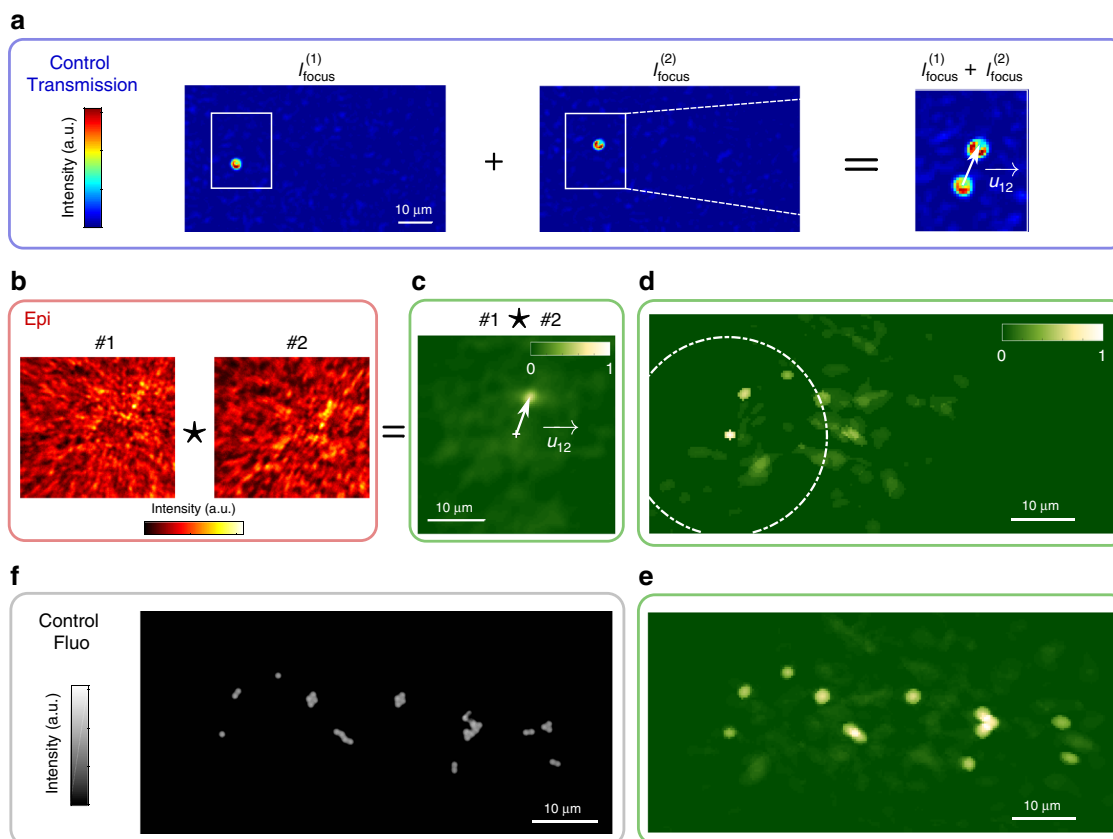 a
Control
Transmission
Intensity (a.u.)
I(1)focus
I(2)focus
I(1)focus + I(2)focus
+
=
10 μm
u12
b
Epi
#1
#2
★
=
Intensity (a.u.)
c
#1 ★ #2
0 1
u12
10 μm
d
0 1
10 μm
f
Control
Fluo
Intensity (a.u.)
10 μm
e
10 μm